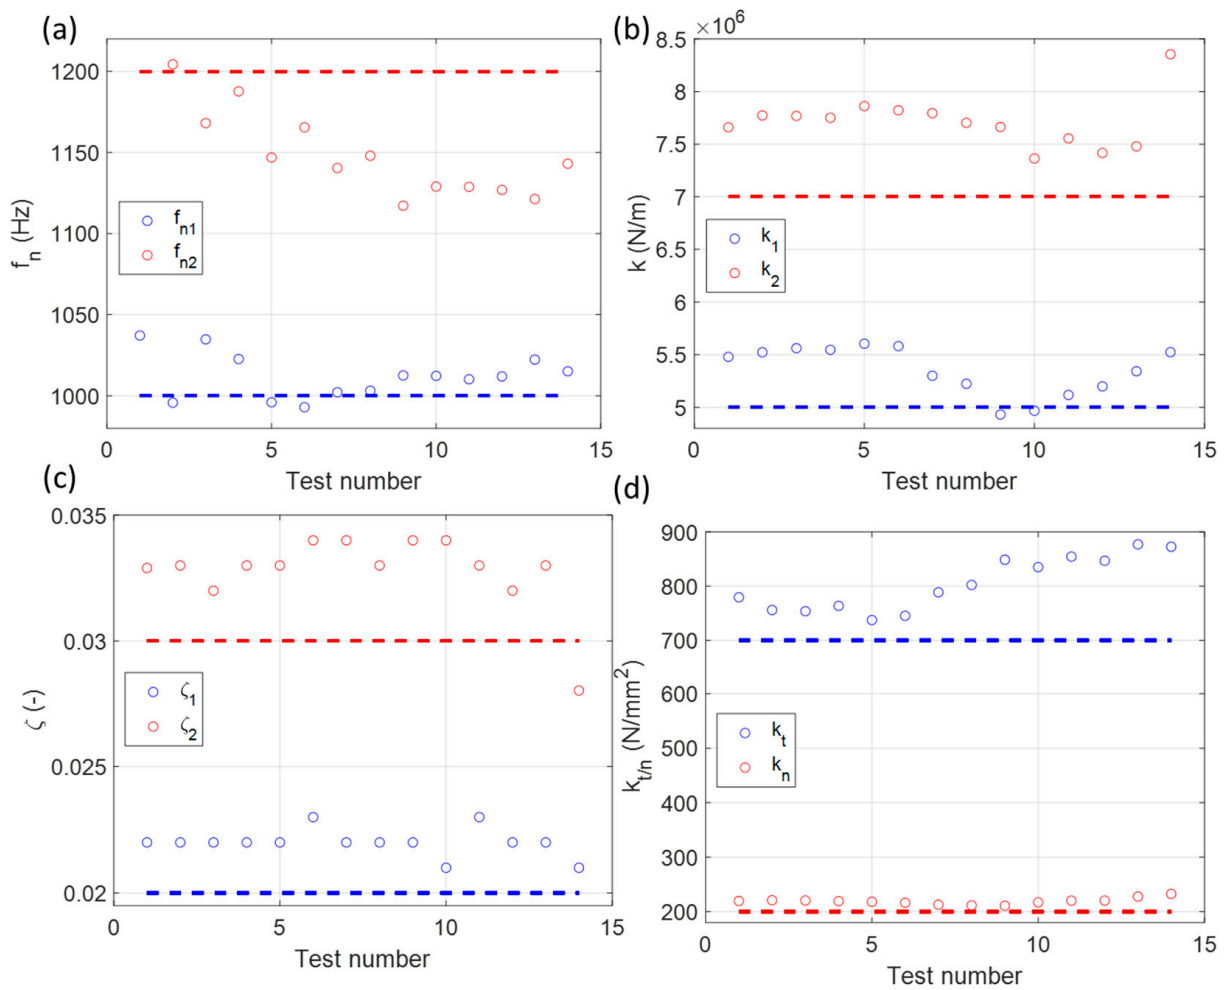 (a)
1200
1150
1100
1050
1000
f_n (Hz)
f_n1
f_n2
0
5
10
15
Test number
(b)
×10^6
8.5
8
7.5
7
6.5
6
5.5
5
k (N/m)
k_1
k_2
0
5
10
15
Test number
(c)
0.035
0.03
0.025
0.02
ζ (-)
ζ_1
ζ_2
0
5
10
15
Test number
(d)
900
800
700
600
500
400
300
200
k_t/n (N/mm^2)
k_t
k_n
0
5
10
15
Test number